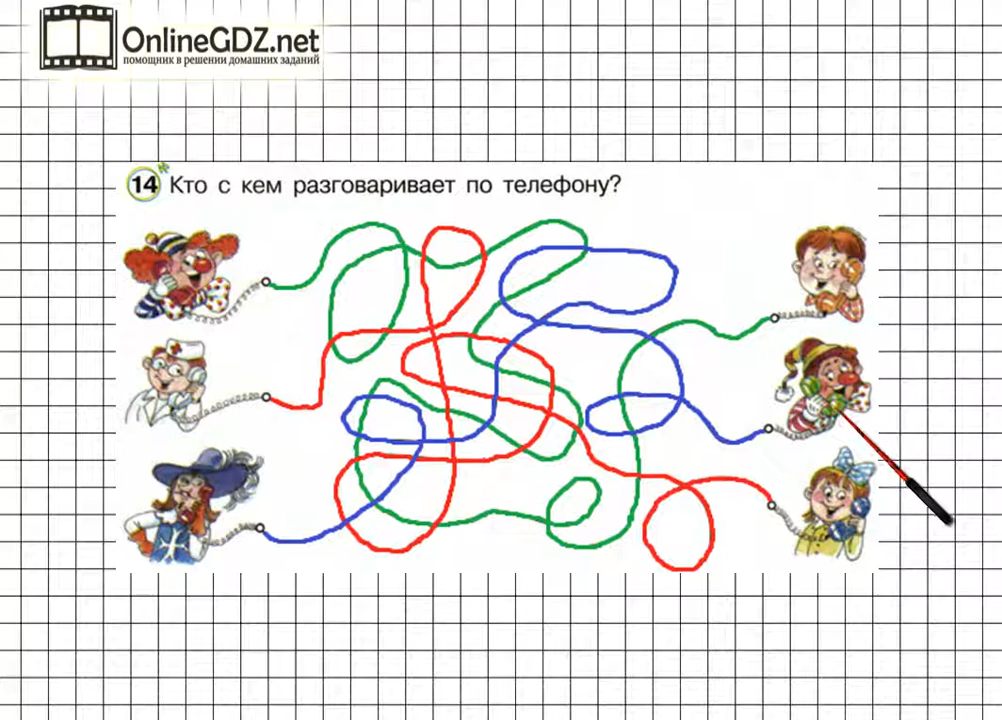 OnlineGDZ.net
помощник в решении домашних заданий
14 Кто с кем разговаривает по телефону?